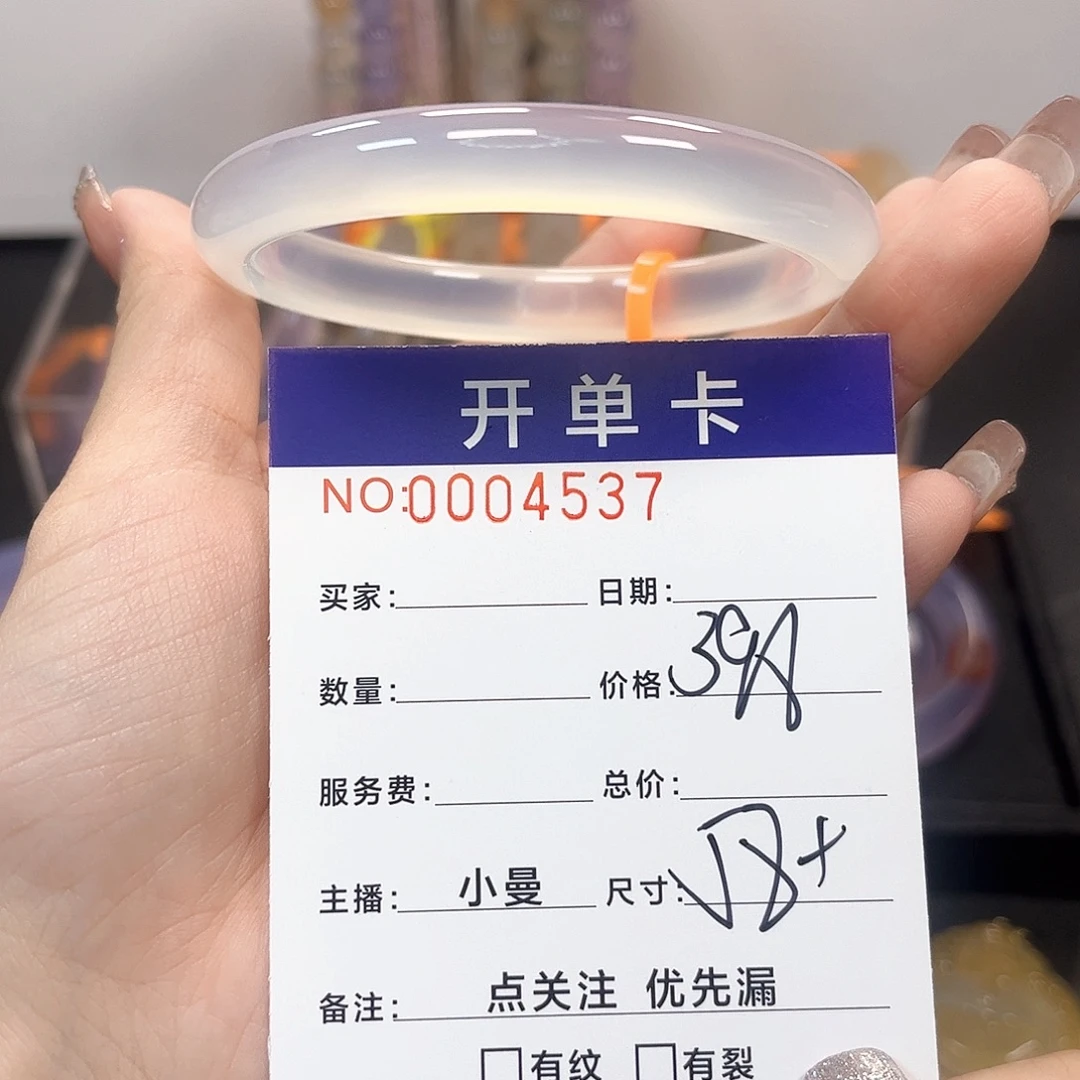 开单卡
NO:0004537
买家: 日期:
数量: 价格:398
服务费: 总价:
主播: 小曼 尺寸:
备注: 点关注 优先漏
有纹 有裂